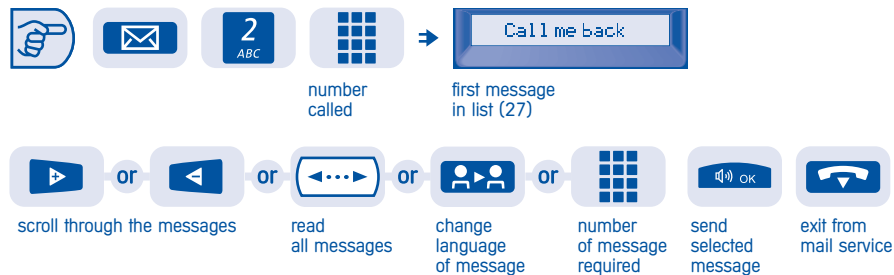 2
ABC
Call me back
number
called
first message
in list (27)
+ or - or or or OK
scroll through the messages
read
all messages
change
language
of message
number
of message
required
send
selected
message
exit from
mail service